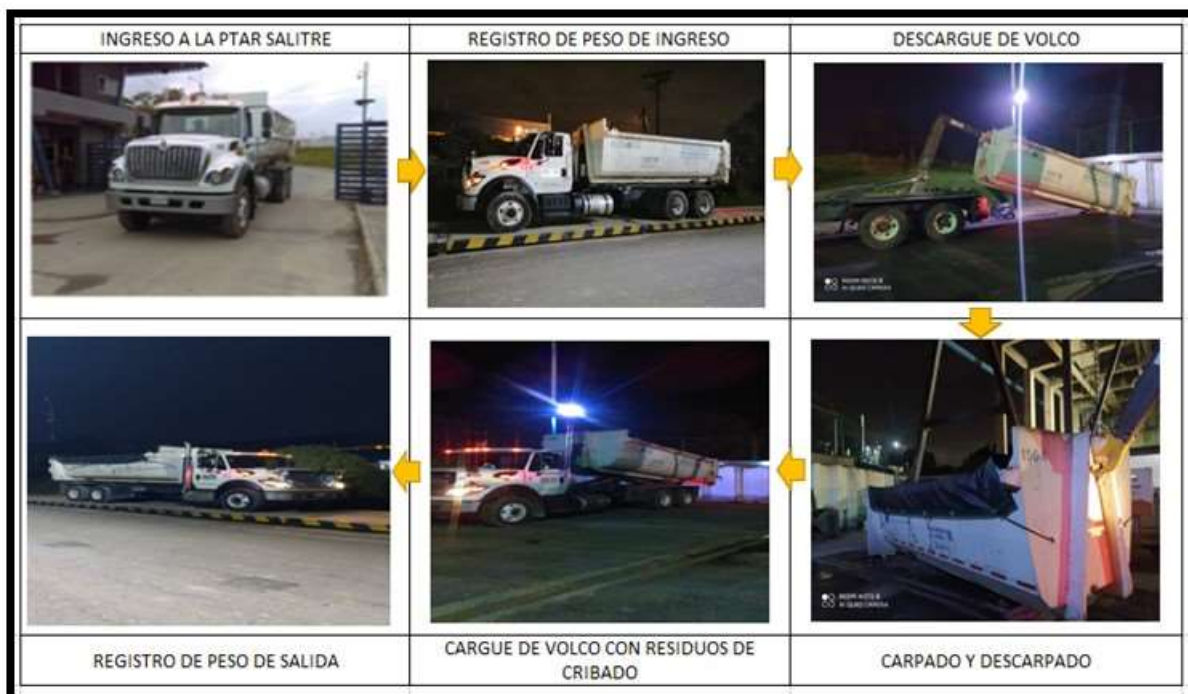 INGRESO A LA PTAR SALITRE
REGISTRO DE PESO DE INGRESO
DESCARGUE DE VOLCO
REGISTRO DE PESO DE SALIDA
CARGUE DE VOLCO CON RESIDUOS DE
CRIBADO
CARPADO Y DESCARPADO